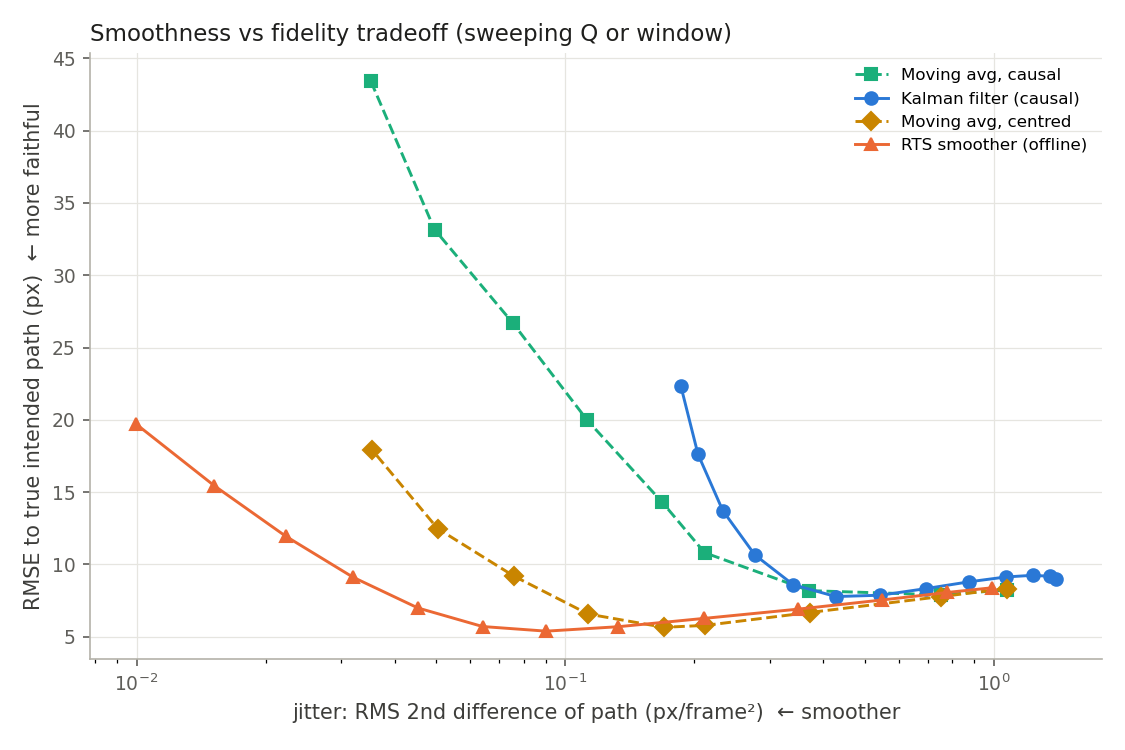 Smoothness vs fidelity tradeoff (sweeping Q or window)
Moving avg, causal
Kalman filter (causal)
Moving avg, centred
RTS smoother (offline)
RMSE to true intended path (px)  ← more faithful
45
40
35
30
25
20
15
10
5
10⁻²
10⁻¹
10⁰
jitter: RMS 2nd difference of path (px/frame²)  ← smoother